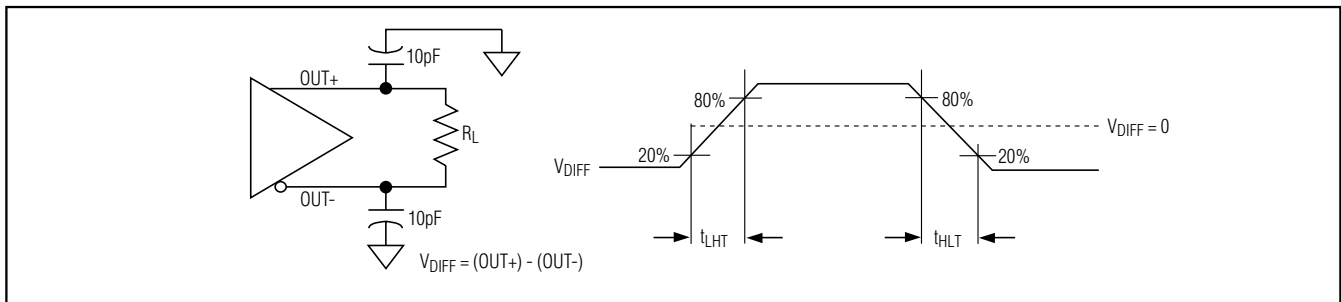 10pF
OUT+
R_L
OUT-
10pF
V_DIFF = (OUT+) - (OUT-)
80%
80%
V_DIFF = 0
20%
20%
V_DIFF
t_LHT
t_HLT